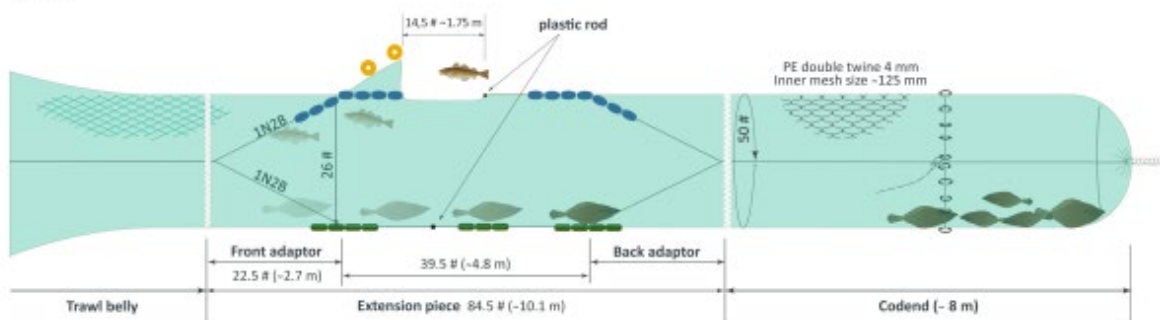 14,5 # ~1.75 m
plastic rod
PE double twine 4 mm
Inner mesh size ~125 mm
1N2B
26 #
1N2B
50 #
Front adaptor
39.5 # (~4.8 m)
Back adaptor
22.5 # (~2.7 m)
Trawl belly
Extension piece 84.5 # (~10.1 m)
Codend (~ 8 m)